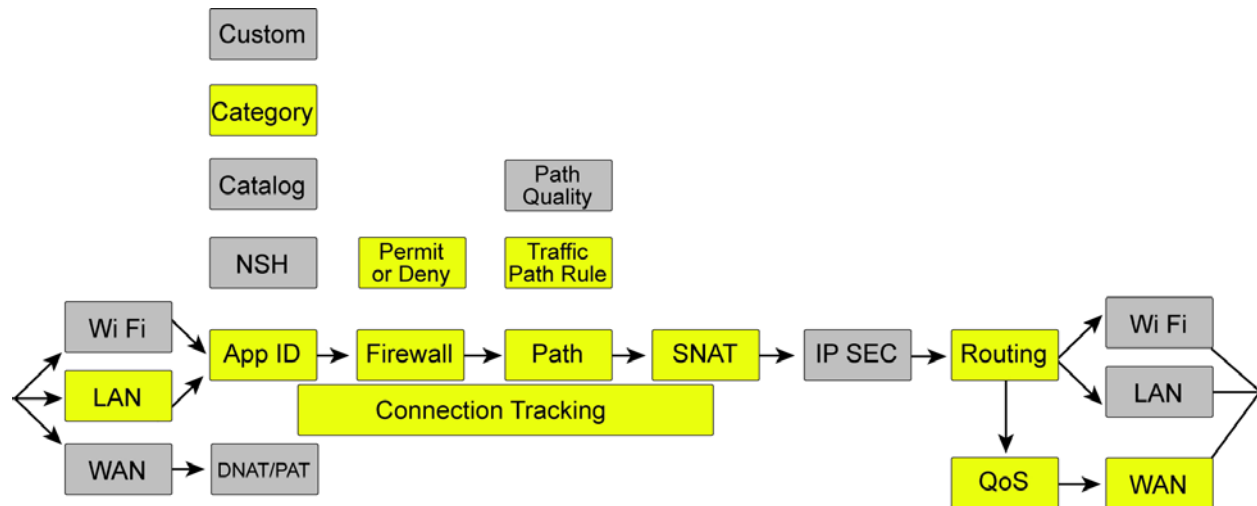 Custom
Category
Catalog
Path
Quality
NSH
Permit
or Deny
Traffic
Path Rule
Wi Fi
LAN
WAN
App ID
Firewall
Path
SNAT
IP SEC
Routing
Wi Fi
LAN
Connection Tracking
DNAT/PAT
QoS
WAN